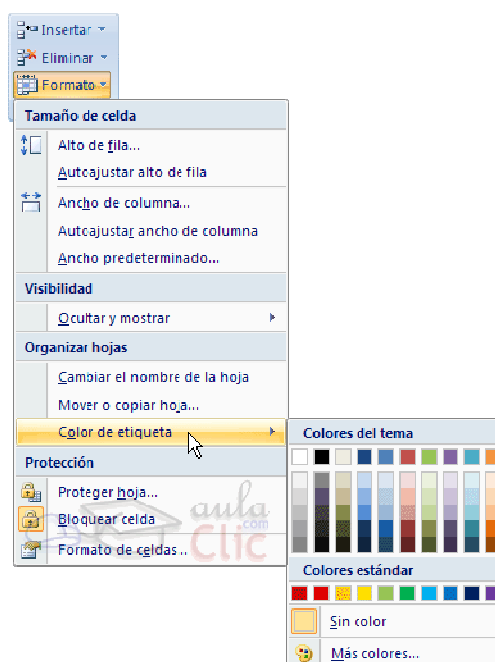 Insertar
Eliminar
Formato
Tamaño de celda
Alto de fila...
Autoajustar alto de fila
Ancho de columna...
Autoajustar ancho de columna
Ancho predeterminado...
Visibilidad
Ocultar y mostrar
Organizar hojas
Cambiar el nombre de la hoja
Mover o copiar hoja...
Color de etiqueta
Protección
Proteger hoja...
Bloquear celda
Formato de celdas...
aula
.com
Clic
Colores del tema
Colores estándar
Sin color
Más colores...